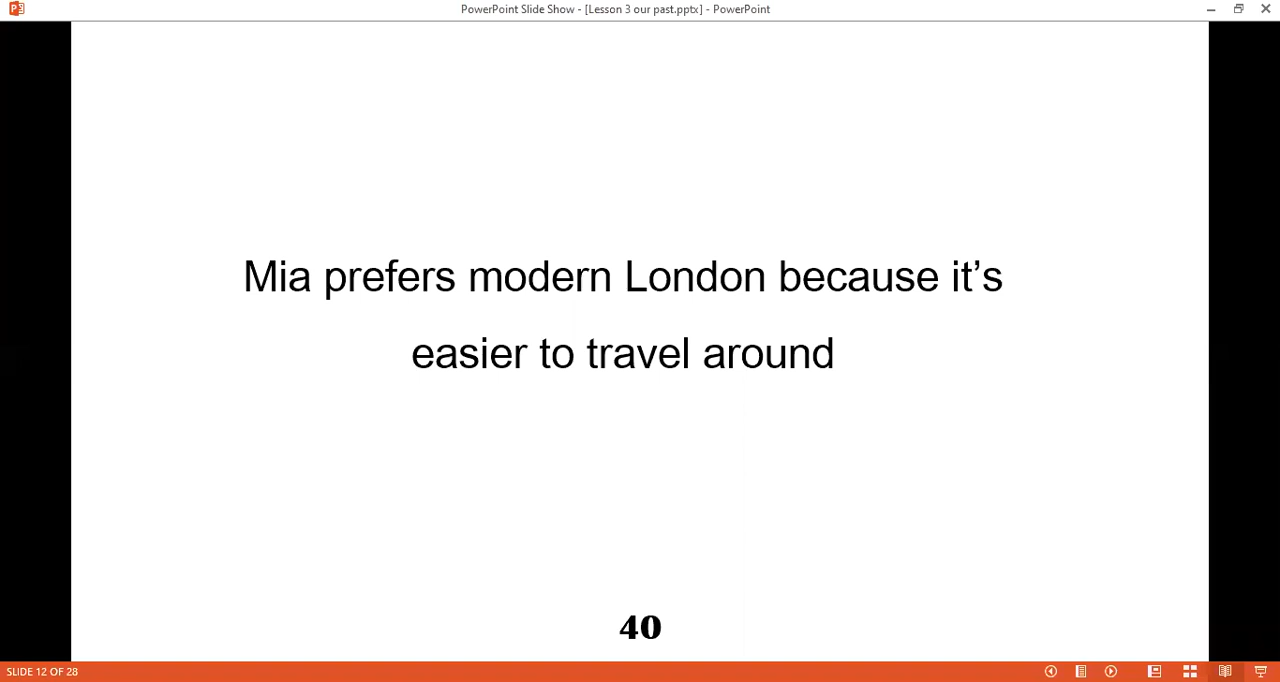 PowerPoint Slide Show - [Lesson 3 our past.pptx] - PowerPoint
Mia prefers modern London because it’s
easier to travel around
40
SLIDE 12 OF 28